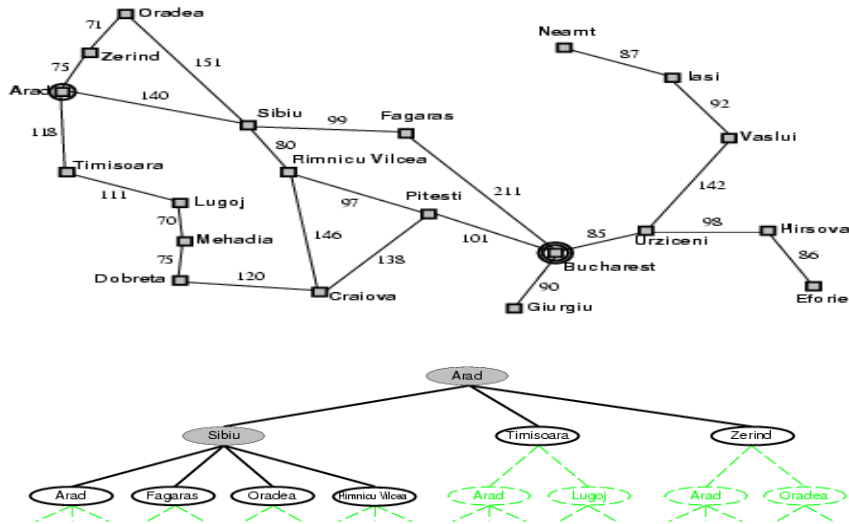 Oradea
Neamt
71
87
Zerind
151
Iasi
75
Arad
140
92
Sibiu
Fagaras
99
118
80
Vaslui
Rimnicu Vilcea
Timisoara
111
Lugoj
97
Pitesti
211
142
70
98
Hirsova
Mehadia
146
101
85
Urziceni
75
138
86
Dobreta
120
Bucharest
90
Craiova
Giurgiu
Eforie
Arad
Sibiu
Timisoara
Zerind
Arad
Fagaras
Oradea
Rimnicu Vilcea
Arad
Lugoj
Arad
Oradea